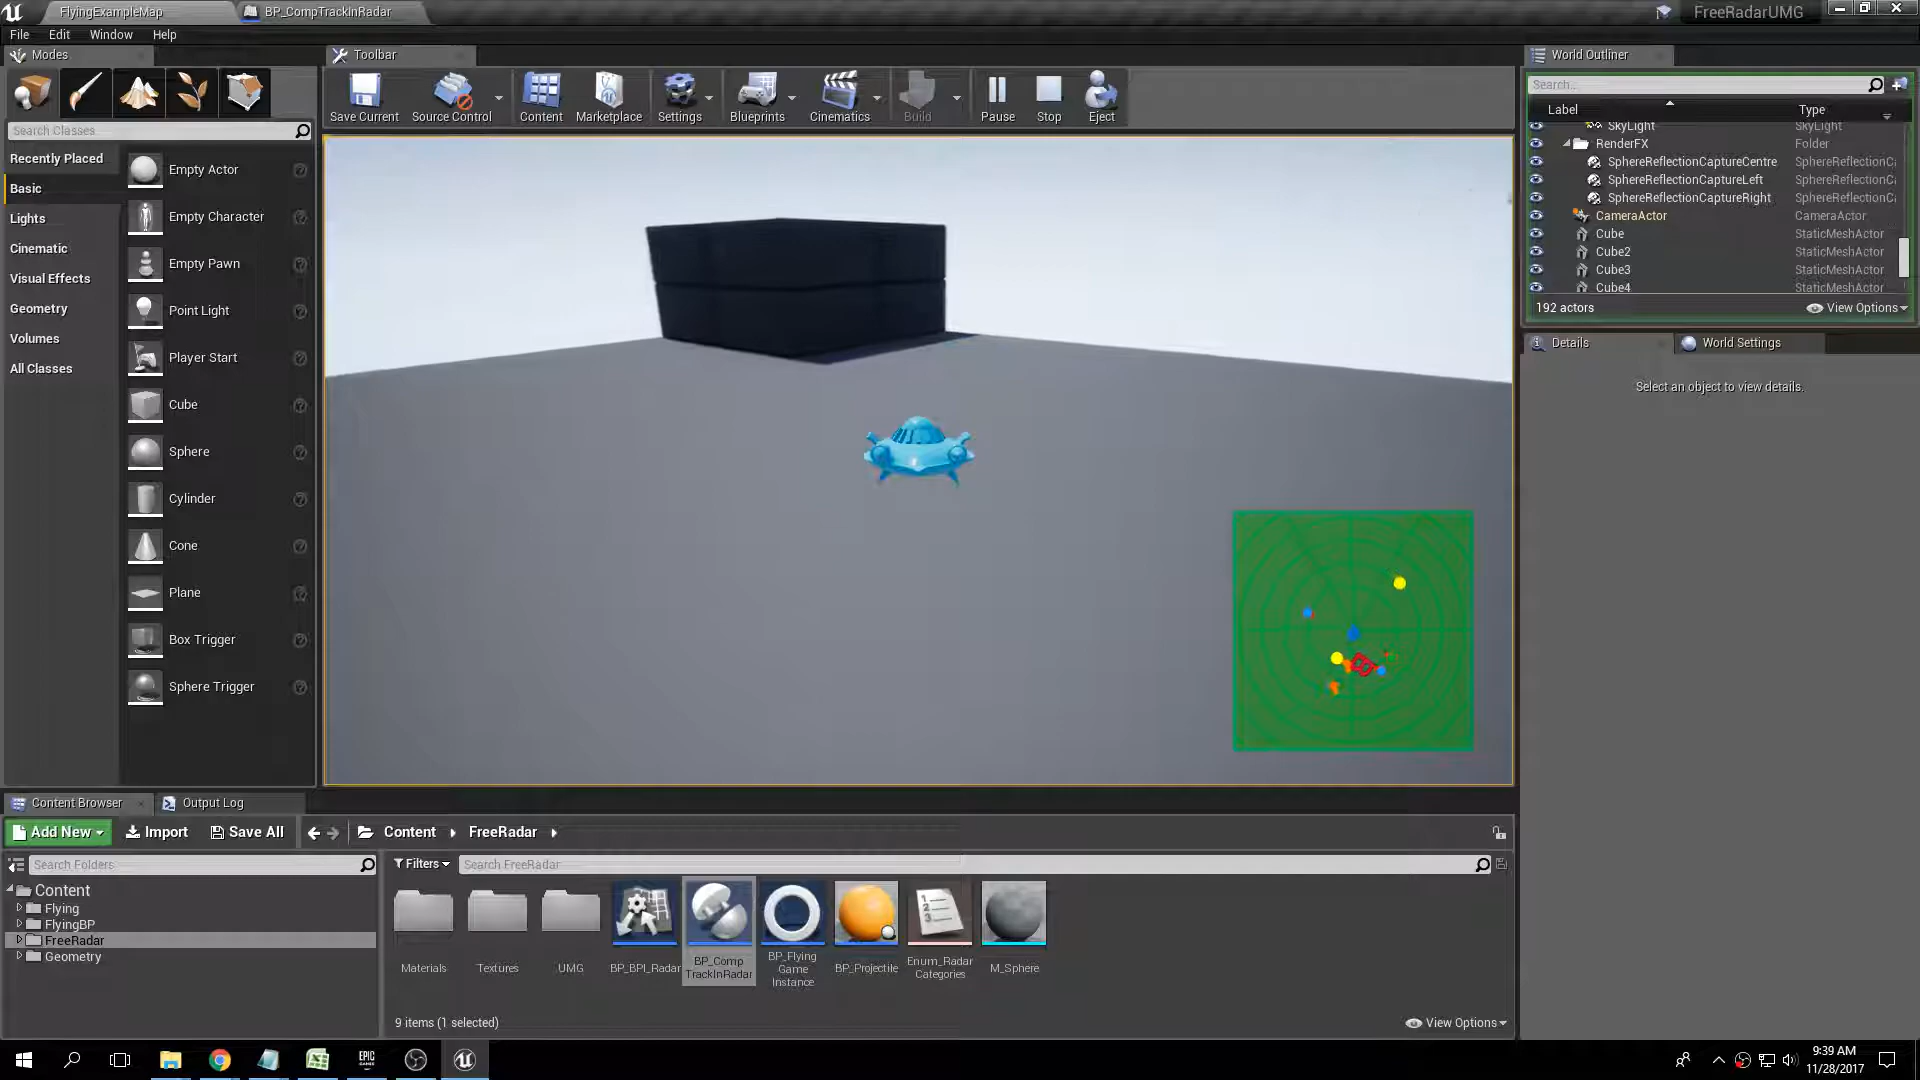 FlyingExampleMap
BP_CompTrackInRadar
FreeRadarUMG
File Edit Window Help
Modes
Toolbar
World Outliner
Save Current
Source Control
Content
Marketplace
Settings
Blueprints
Cinematics
Build
Pause
Stop
Eject
Search Classes
Recently Placed
Basic
Lights
Cinematic
Visual Effects
Geometry
Volumes
All Classes
Empty Actor
Empty Character
Empty Pawn
Point Light
Player Start
Cube
Sphere
Cylinder
Cone
Plane
Box Trigger
Sphere Trigger
Search...
Label Type
SkyLight SkyLight
RenderFX Folder
SphereReflectionCaptureCentre SphereReflectionCa
SphereReflectionCaptureLeft SphereReflectionCa
SphereReflectionCaptureRight SphereReflectionCa
CameraActor CameraActor
Cube StaticMeshActor
Cube2 StaticMeshActor
Cube3 StaticMeshActor
Cube4 StaticMeshActor
192 actors
View Options
Details
World Settings
Select an object to view details.
Content Browser
Output Log
Add New
Import
Save All
Content
FreeRadar
Search Folders
Filters
Search FreeRadar
Content
Flying
FlyingBP
FreeRadar
Geometry
Materials
Textures
UMG
BP_BPI_Radar
BP_Comp
TrackInRadar
BP_Flying
Game
Instance
BP_Projectile
Enum_Radar
Categories
M_Sphere
9 items (1 selected)
View Options
EPIC
GAMES
9:39 AM
11/28/2017